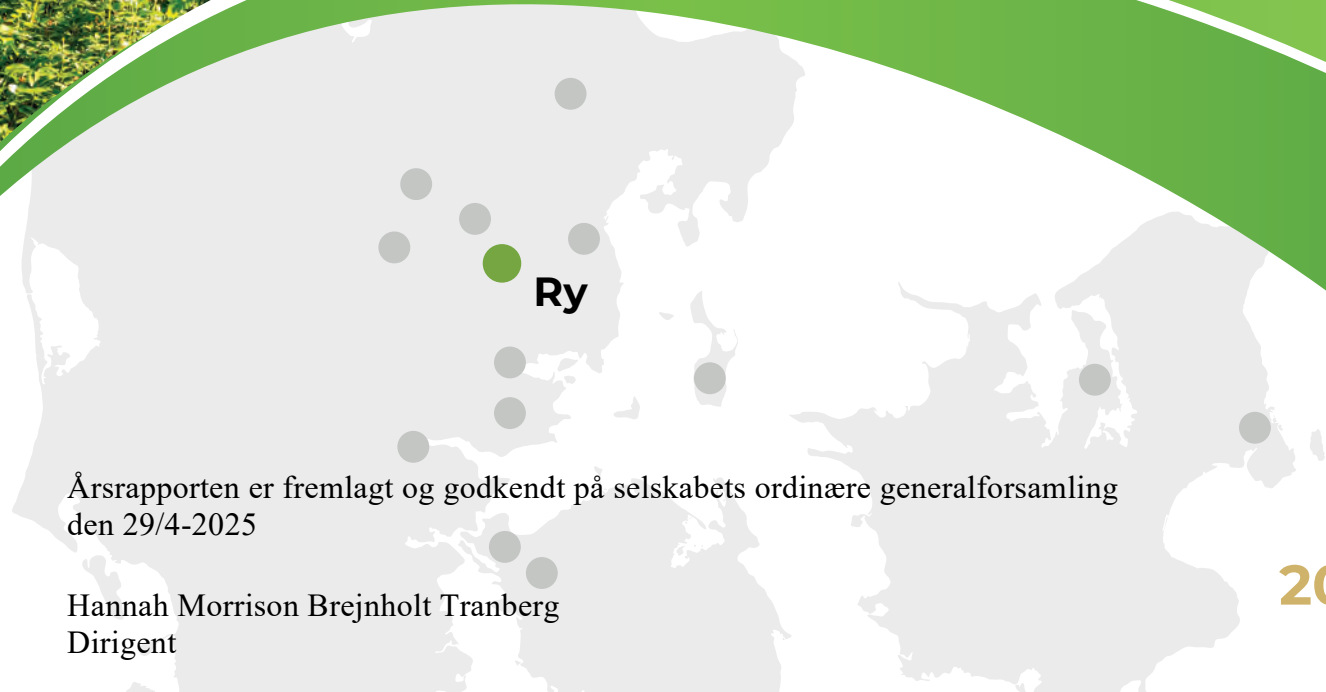 Ry
Årsrapporten er fremlagt og godkendt på selskabets ordinære generalforsamling
den 29/4-2025
Hannah Morrison Brejnholt Tranberg
Dirigent